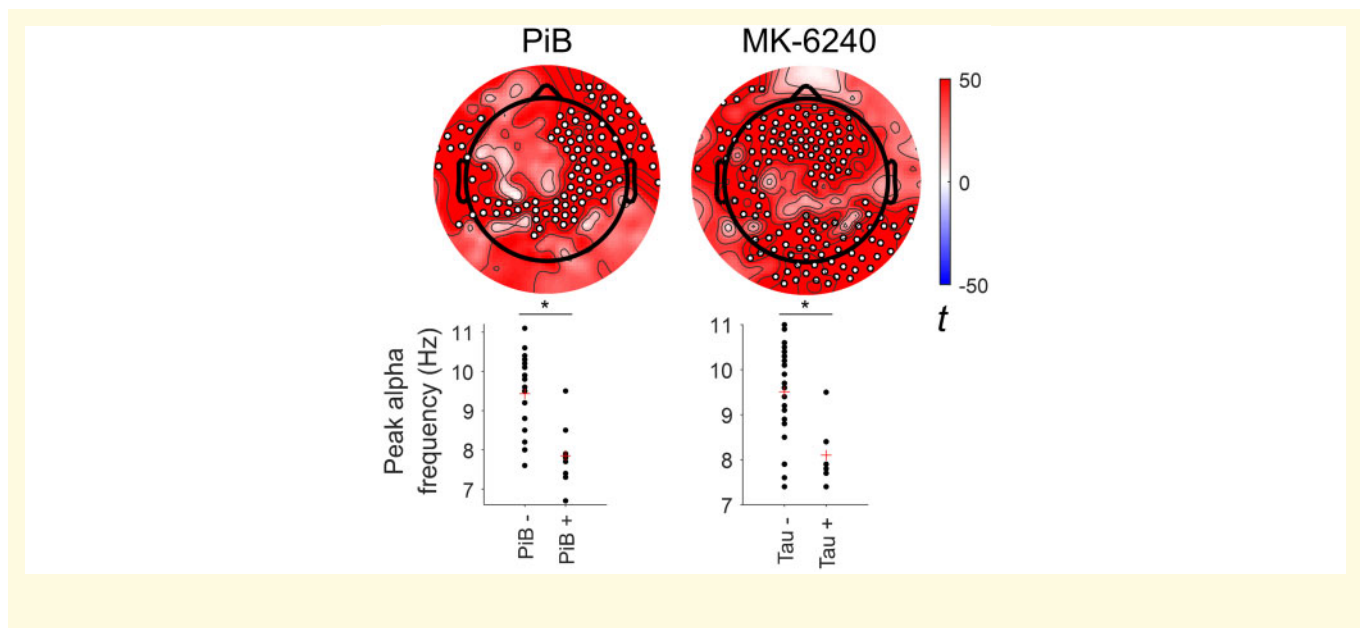 PiB
MK-6240
50
0
-50
t
*
*
Peak alpha
frequency (Hz)
11
10
9
8
7
PiB -
PiB +
11
10
9
8
7
Tau -
Tau +